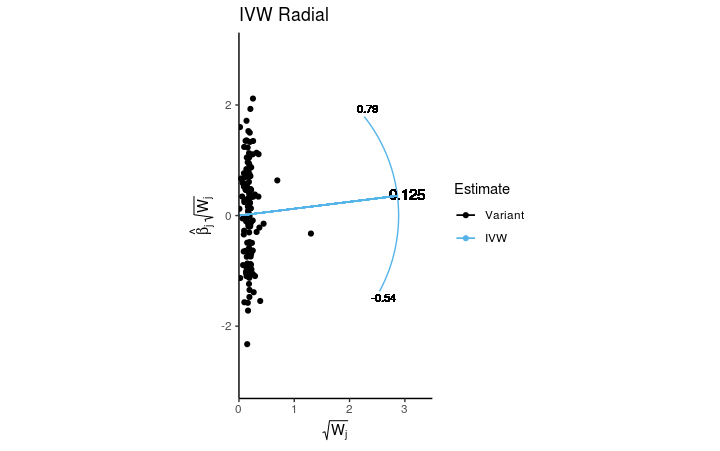 IVW Radial
2
0
-2
β̂j√Wj
0.79
0.125
-0.54
0
1
2
3
√Wj
Estimate
Variant
IVW